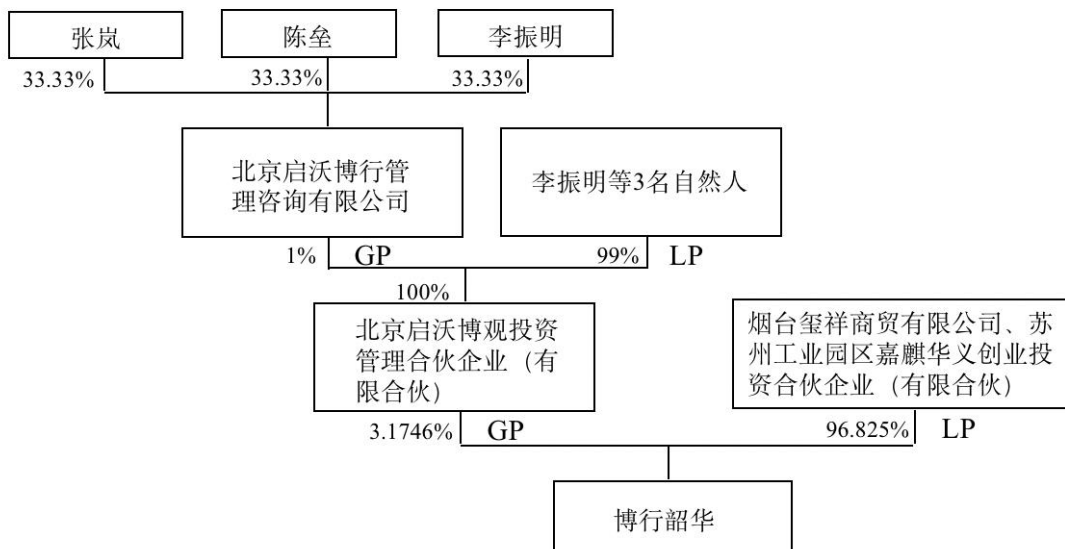 张岚
陈垒
李振明
33.33%
33.33%
33.33%
北京启沃博行管
理咨询有限公司
李振明等3名自然人
1%
GP
99%
LP
100%
北京启沃博观投资
管理合伙企业（有
限合伙）
烟台玺祥商贸有限公司、苏
州工业园区嘉麒华义创业投
资合伙企业（有限合伙）
3.1746%
GP
96.825%
LP
博行韶华